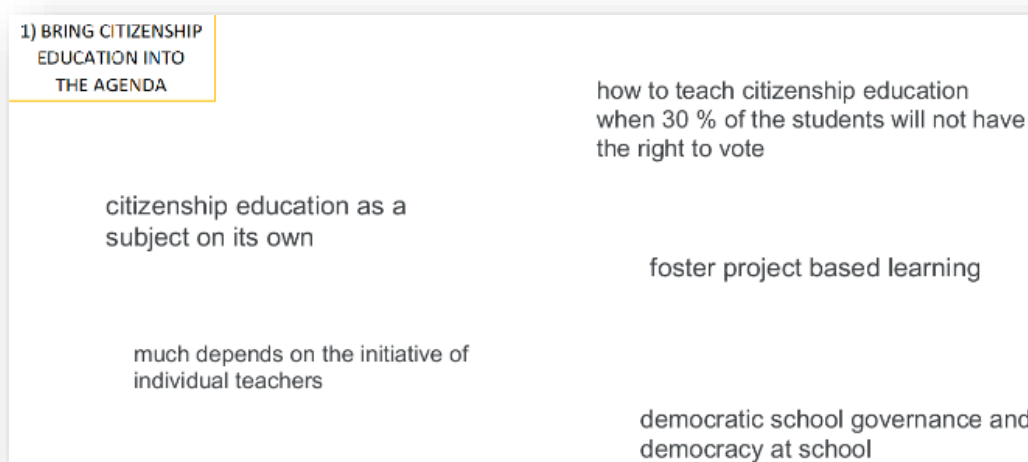 1) BRING CITIZENSHIP
EDUCATION INTO
THE AGENDA
how to teach citizenship education
when 30 % of the students will not have
the right to vote
citizenship education as a
subject on its own
foster project based learning
much depends on the initiative of
individual teachers
democratic school governance and
democracy at school